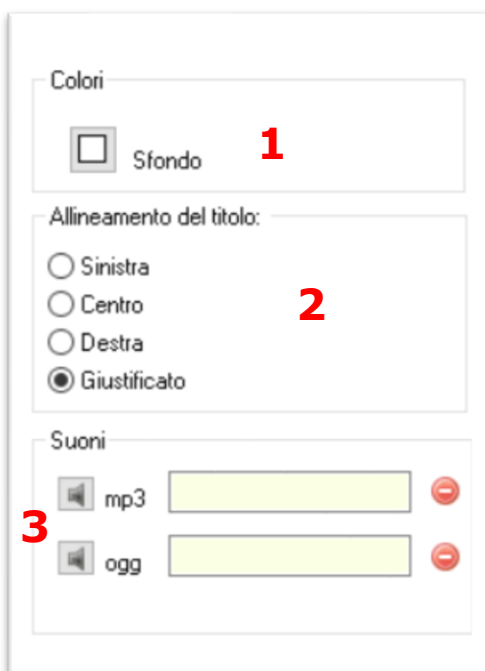 Colori
Sfondo 1
Allineamento del titolo:
Sinistra
Centro 2
Destra
Giustificato
Suoni
mp3
3
ogg